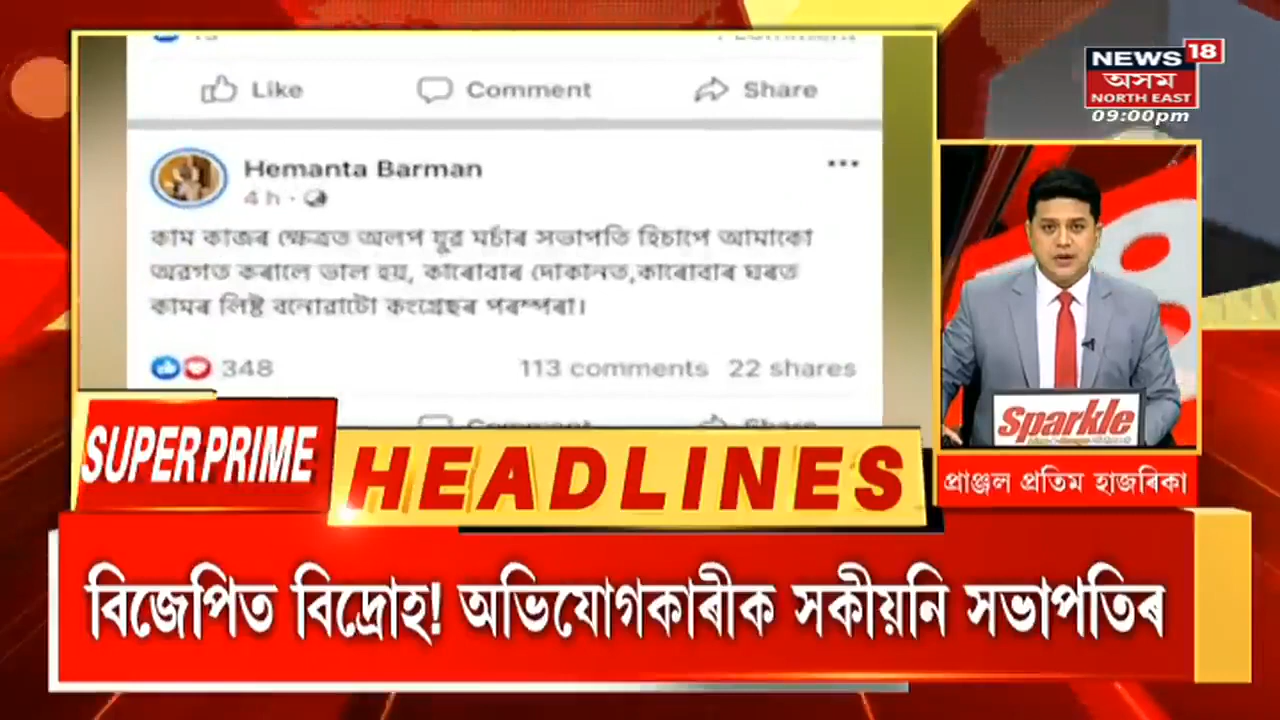 Like Comment Share
NEWS 18
অসম
NORTH EAST
09:00pm
Hemanta Barman
4 h
কাম কাজৰ ক্ষেত্ৰত অলপ যুৱ মৰ্চাৰ সভাপতি হিচাপে আমাকো
অৱগত কৰালে ভাল হয়, কাৰোবাৰ দোকানত,কাৰোবাৰ ঘৰত
কামৰ লিষ্ট বনোৱাটো কংগ্ৰেছৰ পৰম্পৰা।
348 113 comments 22 shares
Comment Share
Sparkle
SUPER PRIME
HEADLINES
প্ৰাঞ্জল প্ৰতিম হাজৰিকা
বিজেপিত বিদ্ৰোহ! অভিযোগকাৰীক সকীয়নি সভাপতিৰ